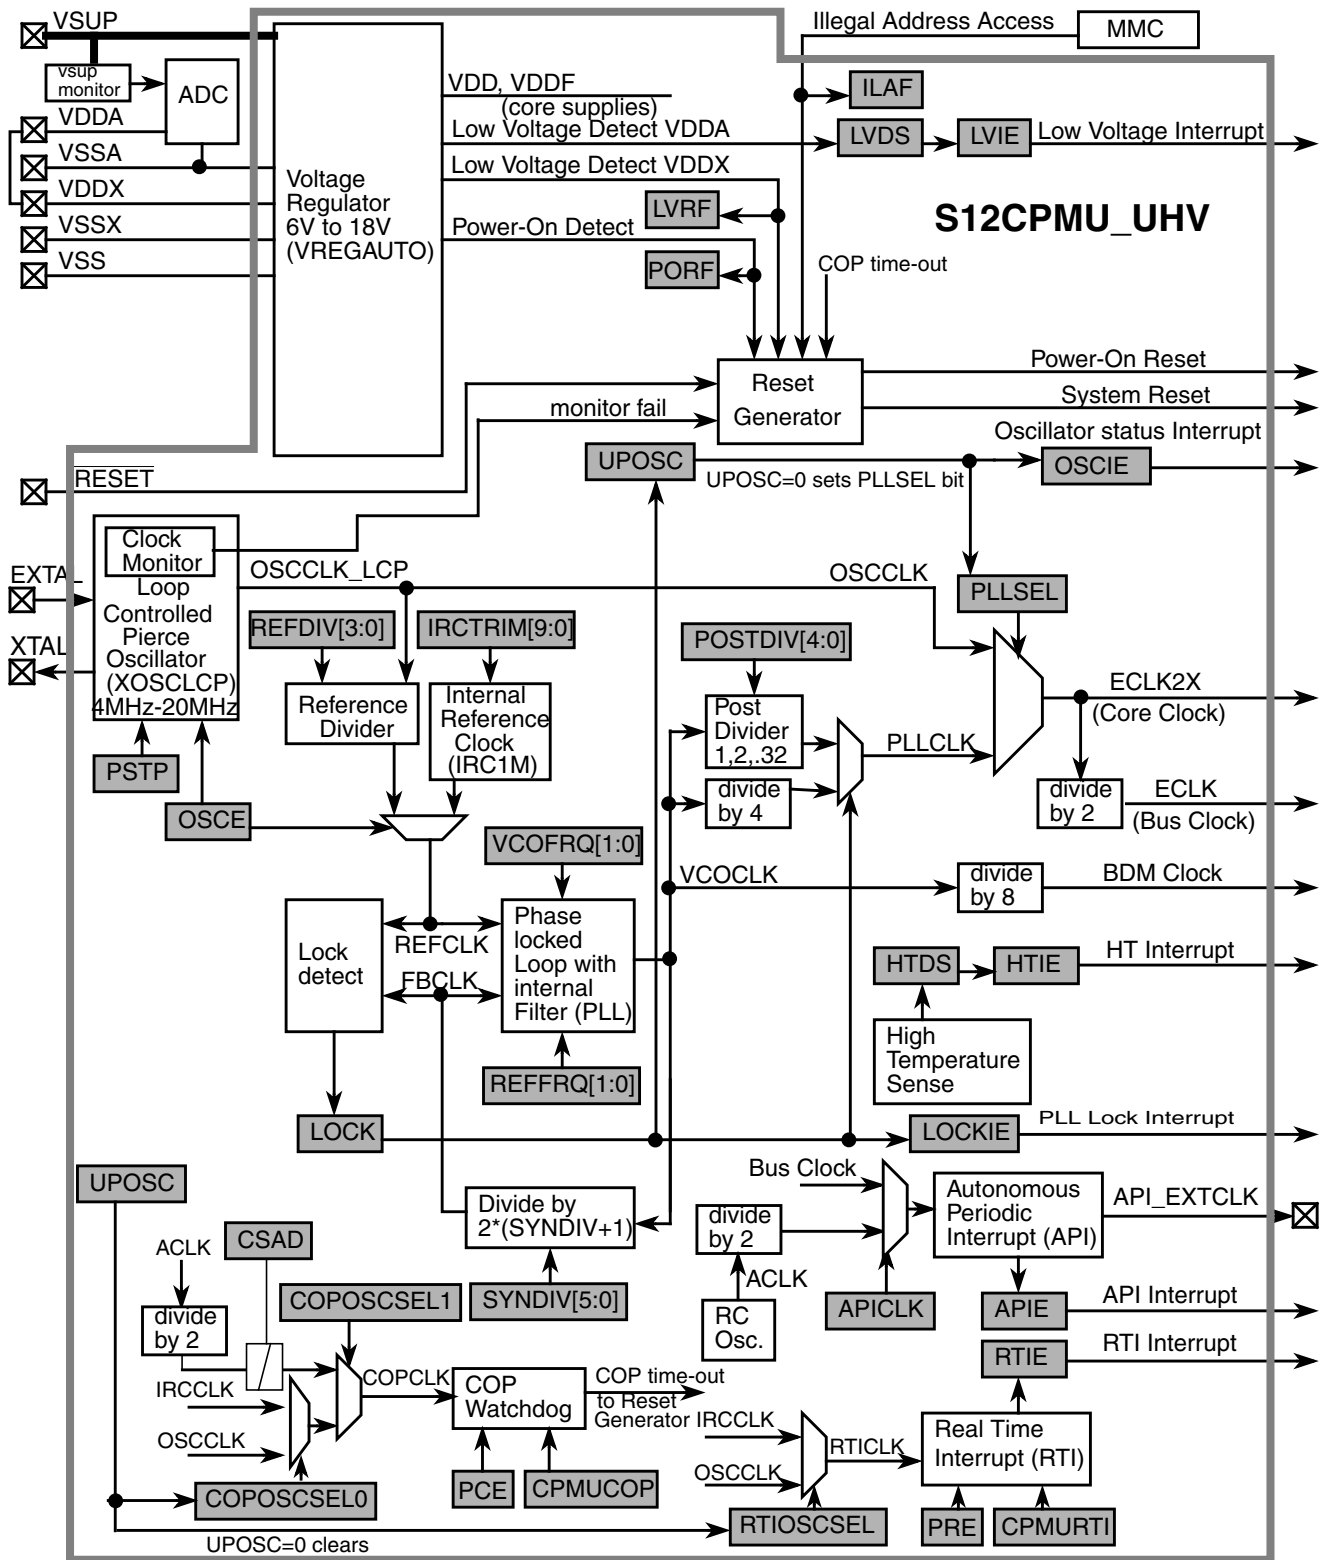 VSUP
Illegal Address Access
MMC
vsup
monitor
ADC
VDD, VDDF
(core supplies)
ILAF
VDDA
Low Voltage Detect VDDA
LVDS
LVIE
Low Voltage Interrupt
VSSA
Low Voltage Detect VDDX
VDDX
Voltage
Regulator
6V to 18V
(VREGAUTO)
LVRF
S12CPMU_UHV
VSSX
Power-On Detect
VSS
PORF
COP time-out
Reset
Generator
Power-On Reset
System Reset
monitor fail
Oscillator status Interrupt
UPOSC
OSCIE
UPOSC=0 sets PLLSEL bit
RESET
Clock
Monitor
EXTAL
OSCCLK_LCP
OSCCLK
PLLSEL
Loop
Controlled
Pierce
Oscillator
(XOSCLCP)
4MHz-20MHz
XTAL
REFDIV[3:0]
IRCTRIM[9:0]
POSTDIV[4:0]
Reference
Divider
Internal
Reference
Clock
(IRC1M)
Post
Divider
1,2,.32
ECLK2X
(Core Clock)
PLLCLK
PSTP
divide
by 4
divide
by 2
ECLK
(Bus Clock)
OSCE
VCOFRQ[1:0]
VCOCLK
divide
by 8
BDM Clock
Lock
detect
REFCLK
FBCLK
Phase
locked
Loop with
internal
Filter (PLL)
HTDS
HTIE
HT Interrupt
High
Temperature
Sense
REFFRQ[1:0]
LOCK
LOCKIE
PLL Lock Interrupt
UPOSC
Bus Clock
Divide by
2*(SYNDIV+1)
divide
by 2
Autonomous
Periodic
Interrupt (API)
API_EXTCLK
ACLK
CSAD
ACLK
COPOSCSEL1
SYNDIV[5:0]
RC
Osc.
APICLK
APIE
API Interrupt
divide
by 2
RTIE
RTI Interrupt
IRCCLK
COPCLK
COP
Watchdog
COP time-out
to Reset
Generator
IRCCLK
OSCCLK
RTICLK
Real Time
Interrupt (RTI)
OSCCLK
COPOSCSEL0
PCE
CPMUCOP
RTIOSCSEL
PRE
CPMURTI
UPOSC=0 clears